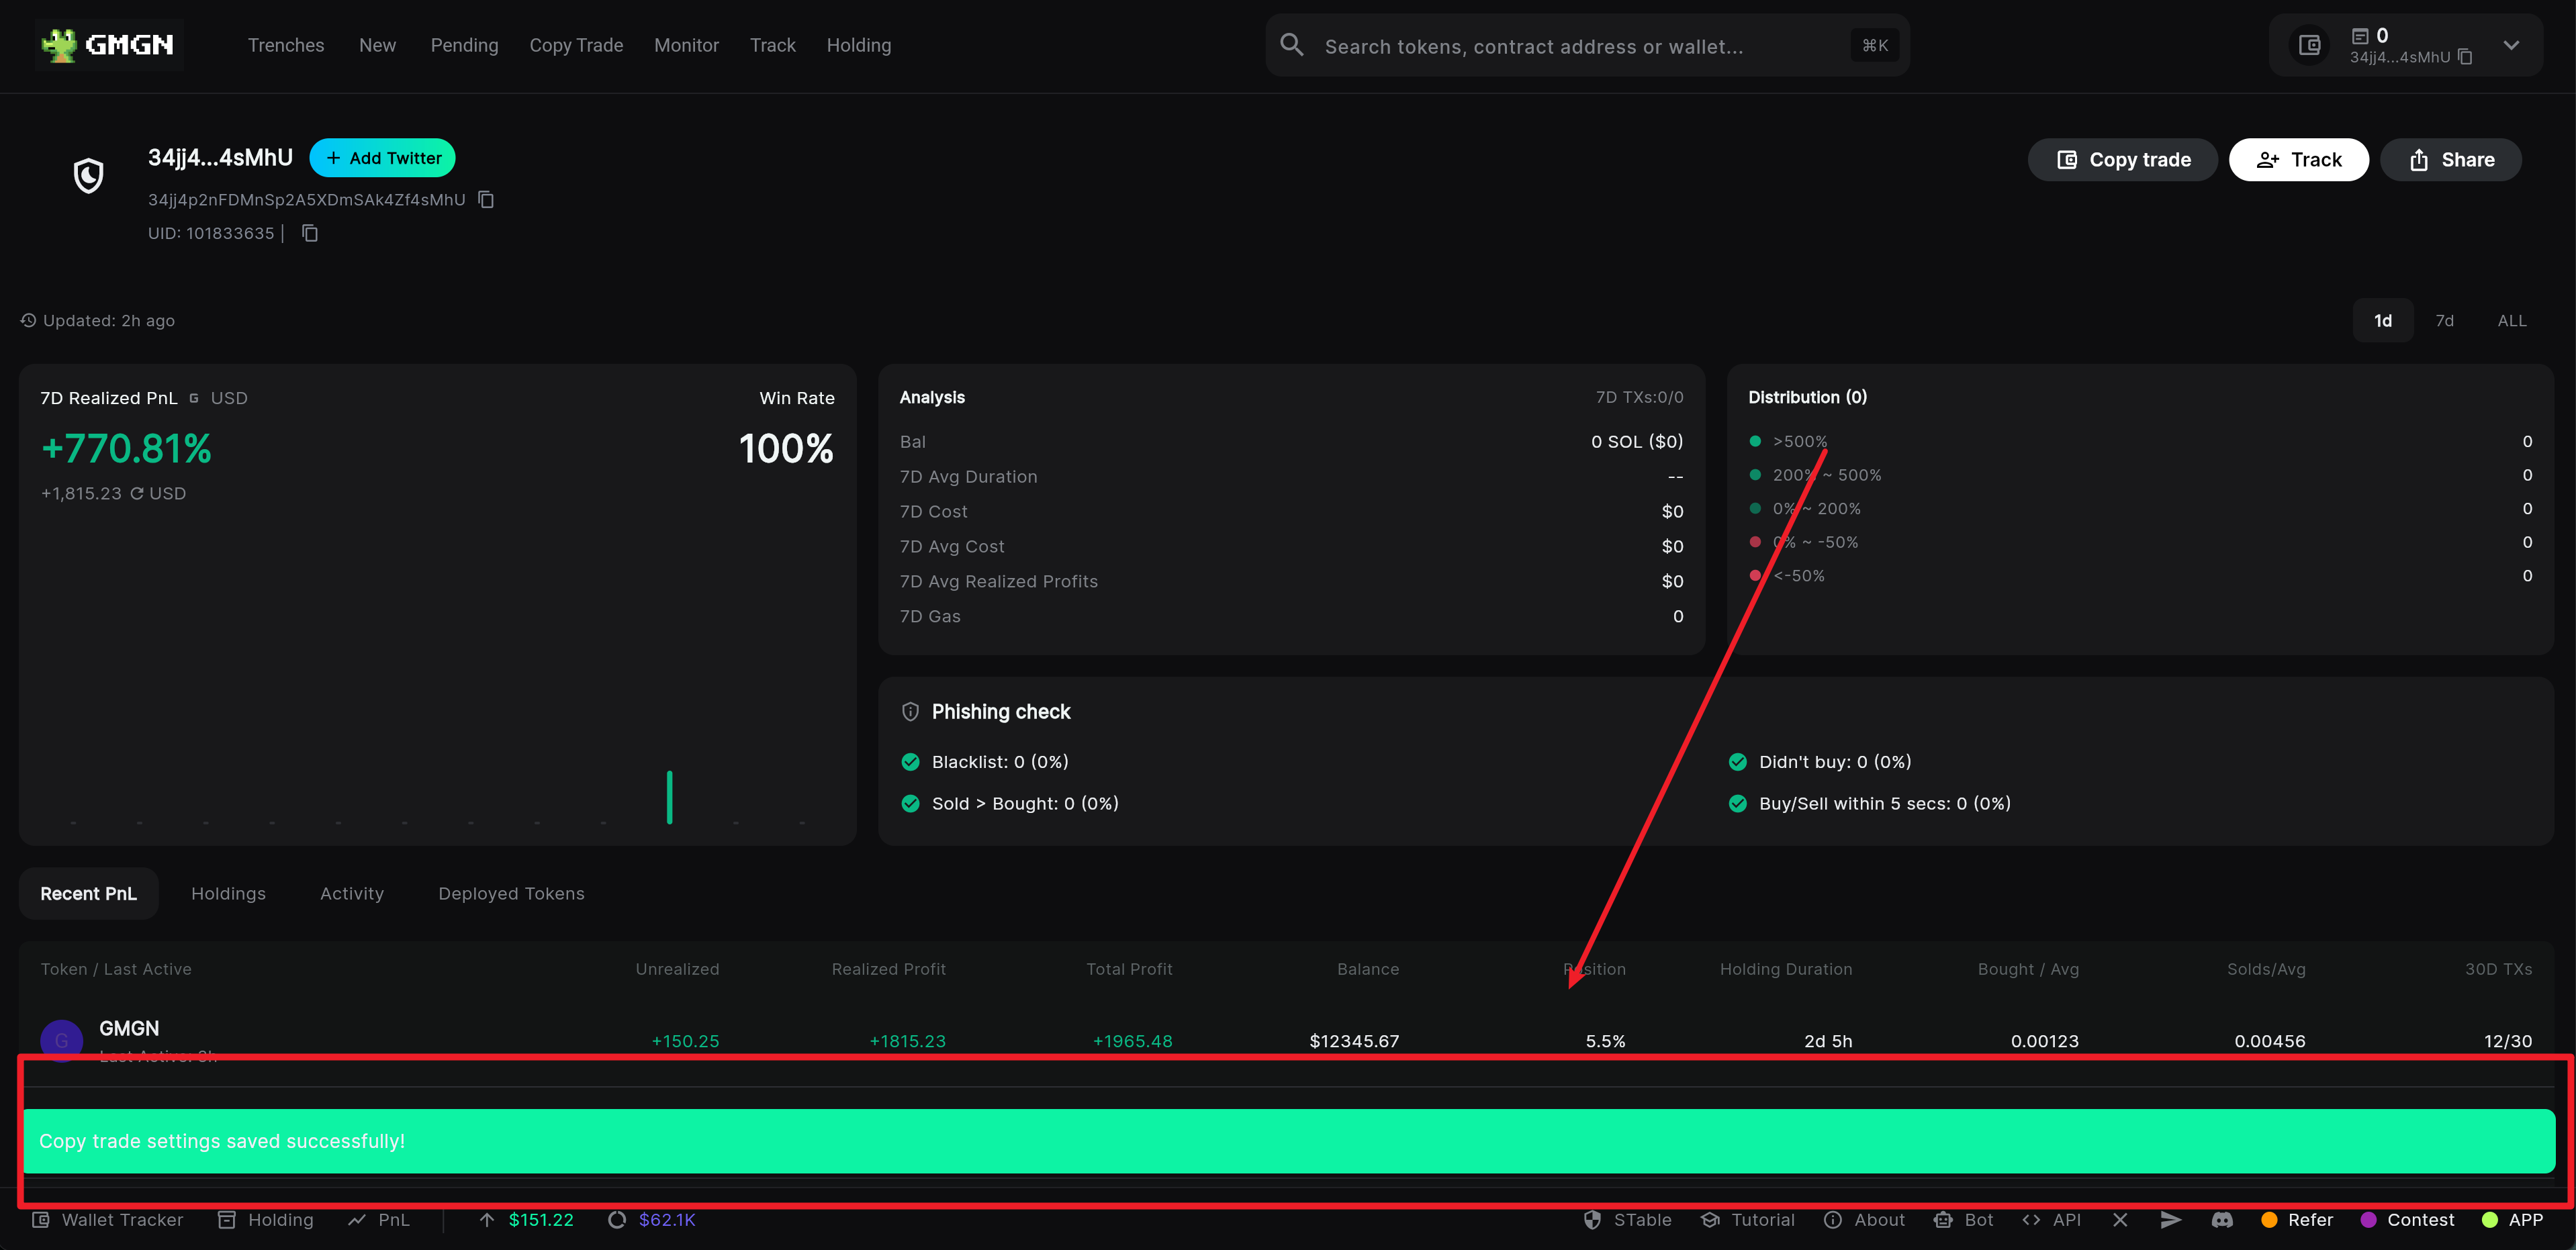 GMGN Trenches New Pending Copy Trade Monitor Track Holding Search tokens, contract address or wallet... ⌘K 0
34jj4...4sMhU
34jj4...4sMhU + Add Twitter Copy trade Track Share
34jj4p2nFDMnSp2A5XDmSAk4Zf4sMhU
UID: 101833635 |
Updated: 2h ago 1d 7d ALL
7D Realized PnL G USD Win Rate
+770.81% 100%
+1,815.23 USD
Analysis 7D TXs:0/0
Bal 0 SOL ($0)
7D Avg Duration --
7D Cost $0
7D Avg Cost $0
7D Avg Realized Profits $0
7D Gas 0
Distribution (0)
>500% 0
200% ~ 500% 0
0% ~ 200% 0
0% ~ -50% 0
<-50% 0
Phishing check
Blacklist: 0 (0%) Didn't buy: 0 (0%)
Sold > Bought: 0 (0%) Buy/Sell within 5 secs: 0 (0%)
Recent PnL Holdings Activity Deployed Tokens
Token / Last Active Unrealized Realized Profit Total Profit Balance Position Holding Duration Bought / Avg Solds/Avg 30D TXs
G GMGN +150.25 +1815.23 +1965.48 $12345.67 5.5% 2d 5h 0.00123 0.00456 12/30
Last Active:
Copy trade settings saved successfully!
Wallet Tracker Holding PnL $151.22 $62.1K STable Tutorial About Bot API Refer Contest APP